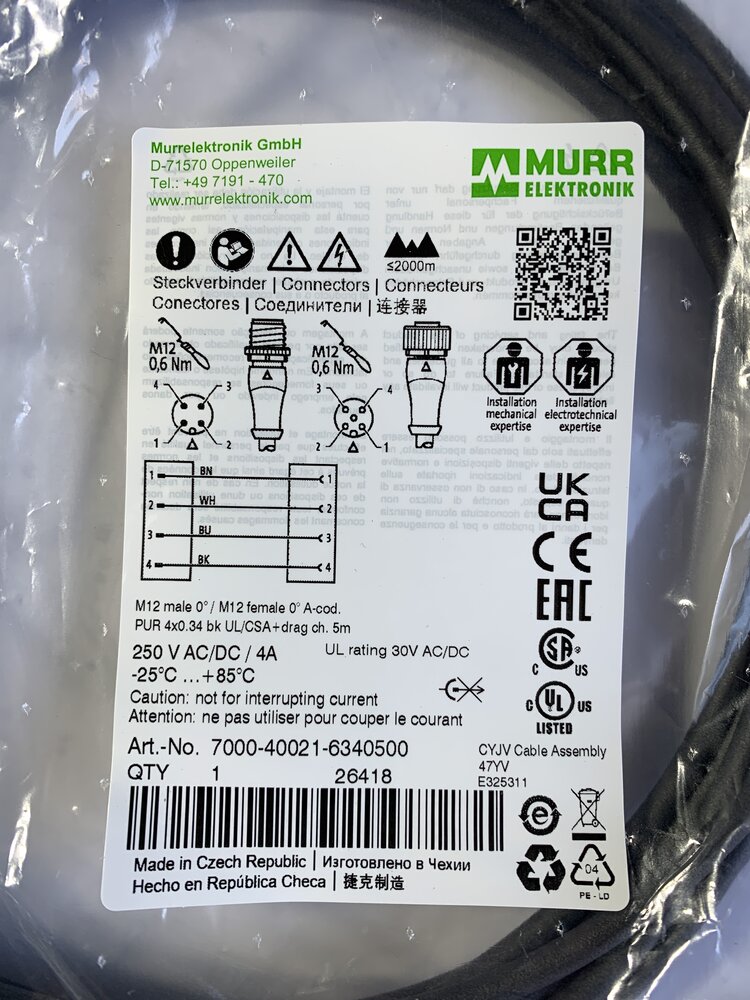 Murrelektronik GmbH
D-71570 Oppenweiler
Tel.: +49 7191 - 470
www.murrelektronik.com
MURR
ELEKTRONIK
≤2000m
Steckverbinder | Connectors | Connecteurs
Conectores | Соединители | 连接器
M12
0,6 Nm
M12
0,6 Nm
4 3
1 2
3 4
2 1
Installation
mechanical
expertise
Installation
electrotechnical
expertise
1 BN 1
2 WH 2
3 BU 3
4 BK 4
UK
CA
CE
EAC
M12 male 0° / M12 female 0° A-cod.
PUR 4x0.34 bk UL/CSA+drag ch. 5m
250 V AC/DC / 4A
UL rating 30V AC/DC
-25°C ...+85°C
Caution: not for interrupting current
Attention: ne pas utiliser pour couper le courant
C SA ® US
C UL US
LISTED
Art.-No. 7000-40021-6340500
QTY 1 26418
CYJV Cable Assembly
47YV
E325311
e
04
PE - LD
Made in Czech Republic | Изготовлено в Чехии
Hecho en República Checa | 捷克制造